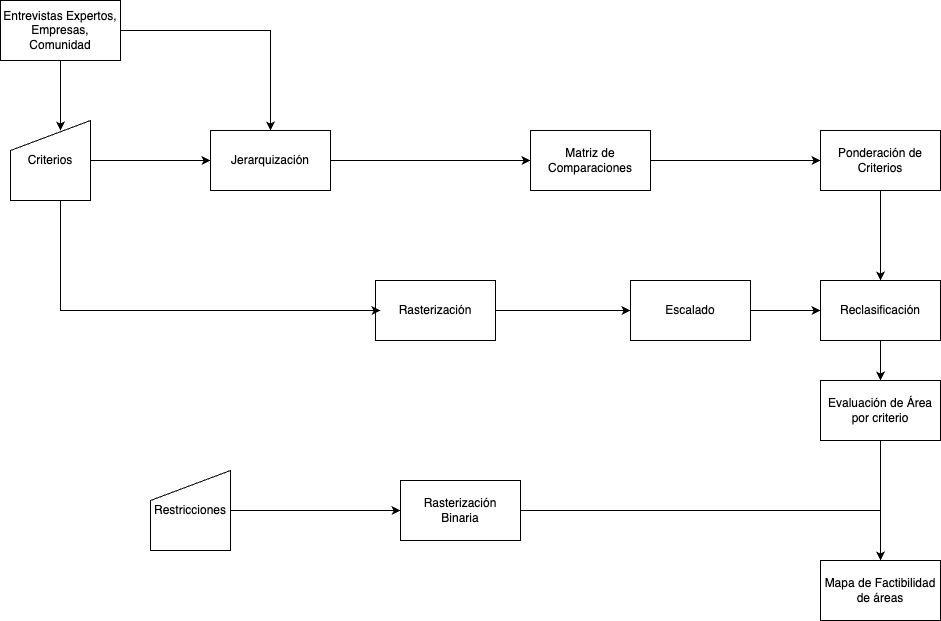 Entrevistas Expertos,
Empresas,
Comunidad
Criterios
Jerarquización
Matriz de
Comparaciones
Ponderación de
Criterios
Rasterización
Escalado
Reclasificación
Evaluación de Área
por criterio
Restricciones
Rasterización
Binaria
Mapa de Factibilidad
de áreas